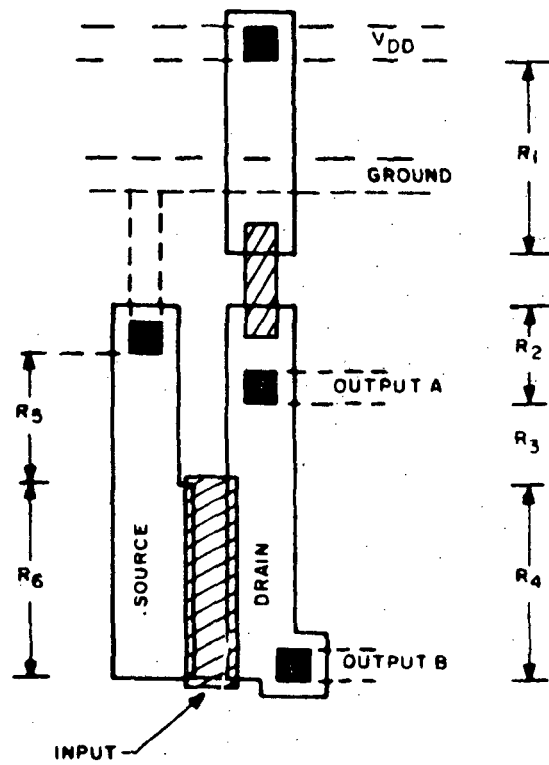 VDD
R1
GROUND
R2
OUTPUT A
R5
R3
.SOURCE
DRAIN
R6
R4
OUTPUT B
INPUT